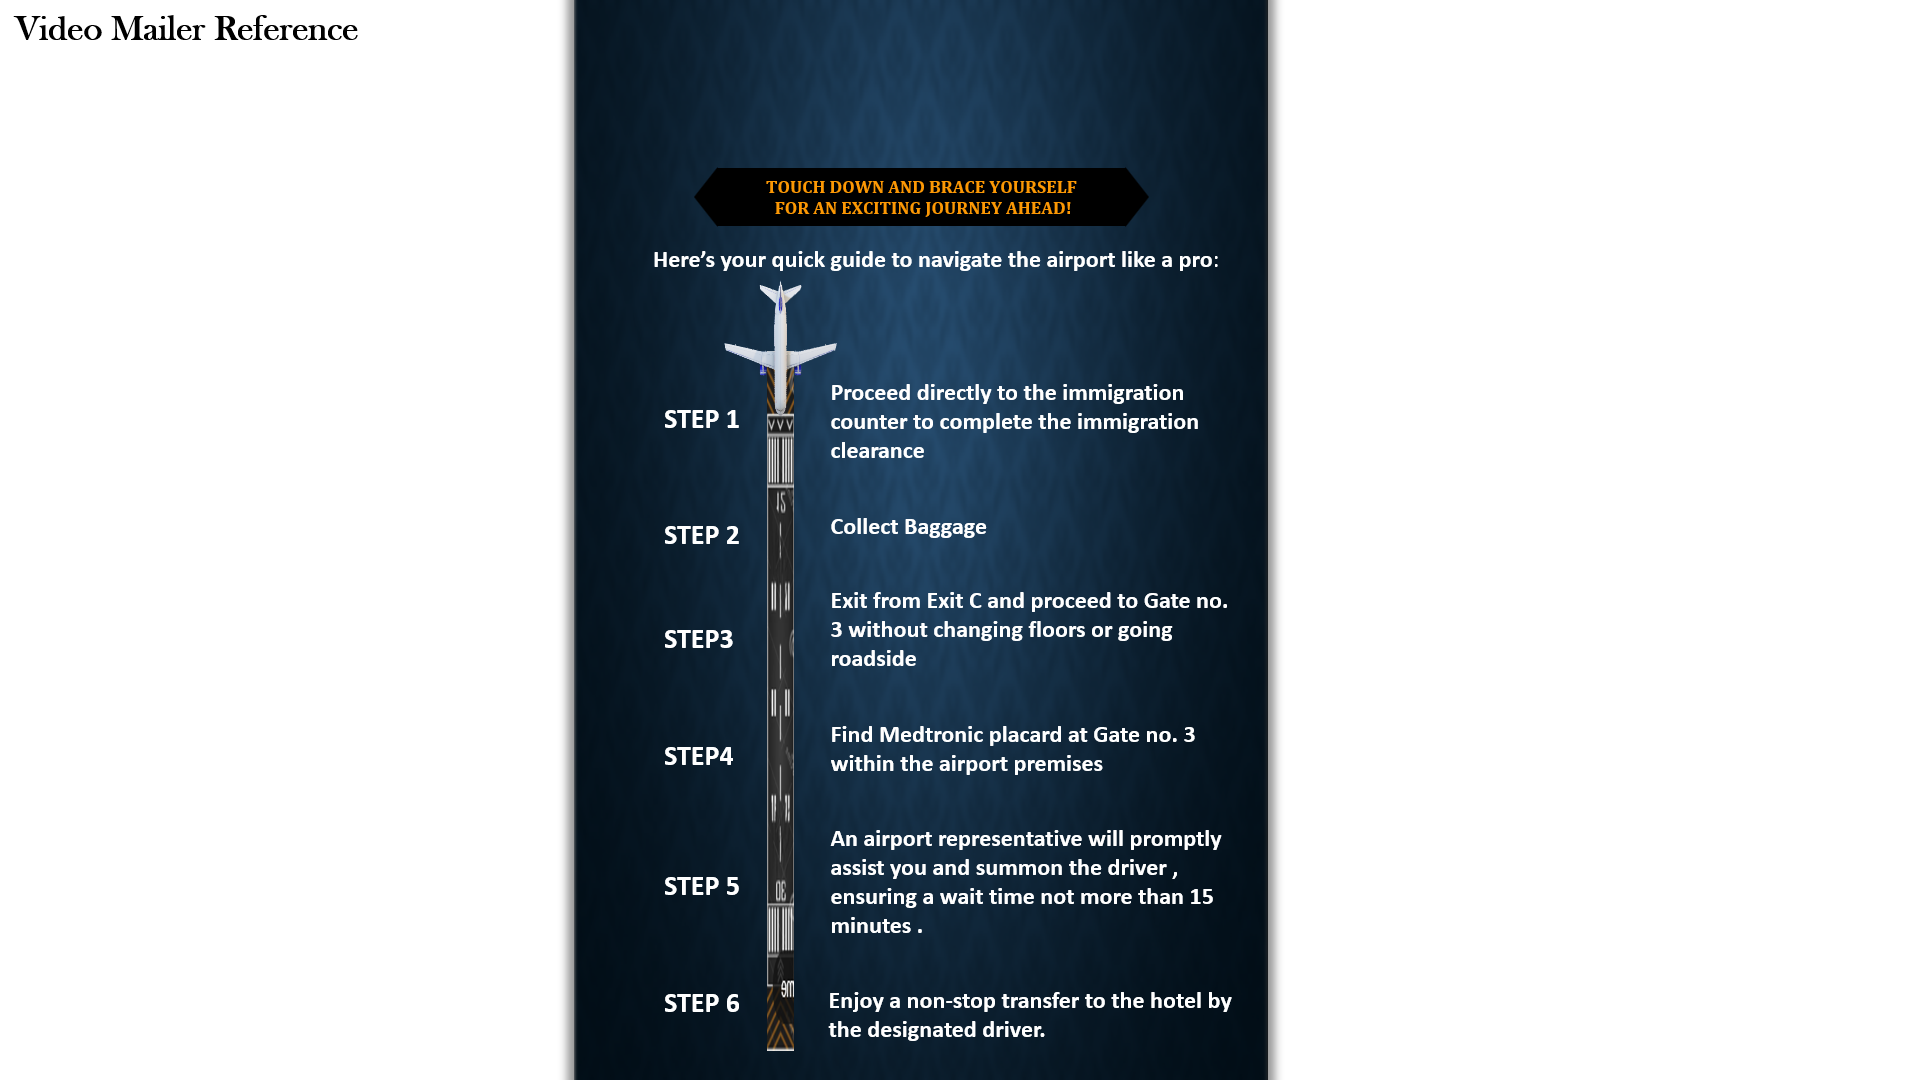 Video Mailer Reference
TOUCH DOWN AND BRACE YOURSELF
FOR AN EXCITING JOURNEY AHEAD!
Here’s your quick guide to navigate the airport like a pro:
STEP 1
Proceed directly to the immigration
counter to complete the immigration
clearance
STEP 2
Collect Baggage
STEP3
Exit from Exit C and proceed to Gate no.
3 without changing floors or going
roadside
STEP4
Find Medtronic placard at Gate no. 3
within the airport premises
STEP 5
An airport representative will promptly
assist you and summon the driver ,
ensuring a wait time not more than 15
minutes .
STEP 6
Enjoy a non-stop transfer to the hotel by
the designated driver.